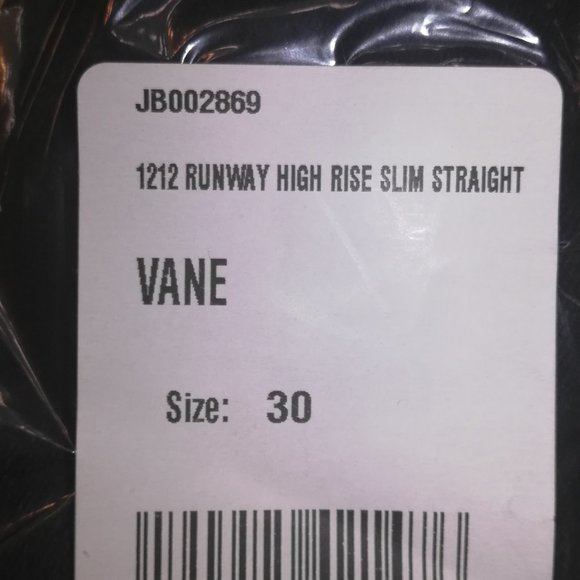 JB002869
1212 RUNWAY HIGH RISE SLIM STRAIGHT
VANE
Size: 30